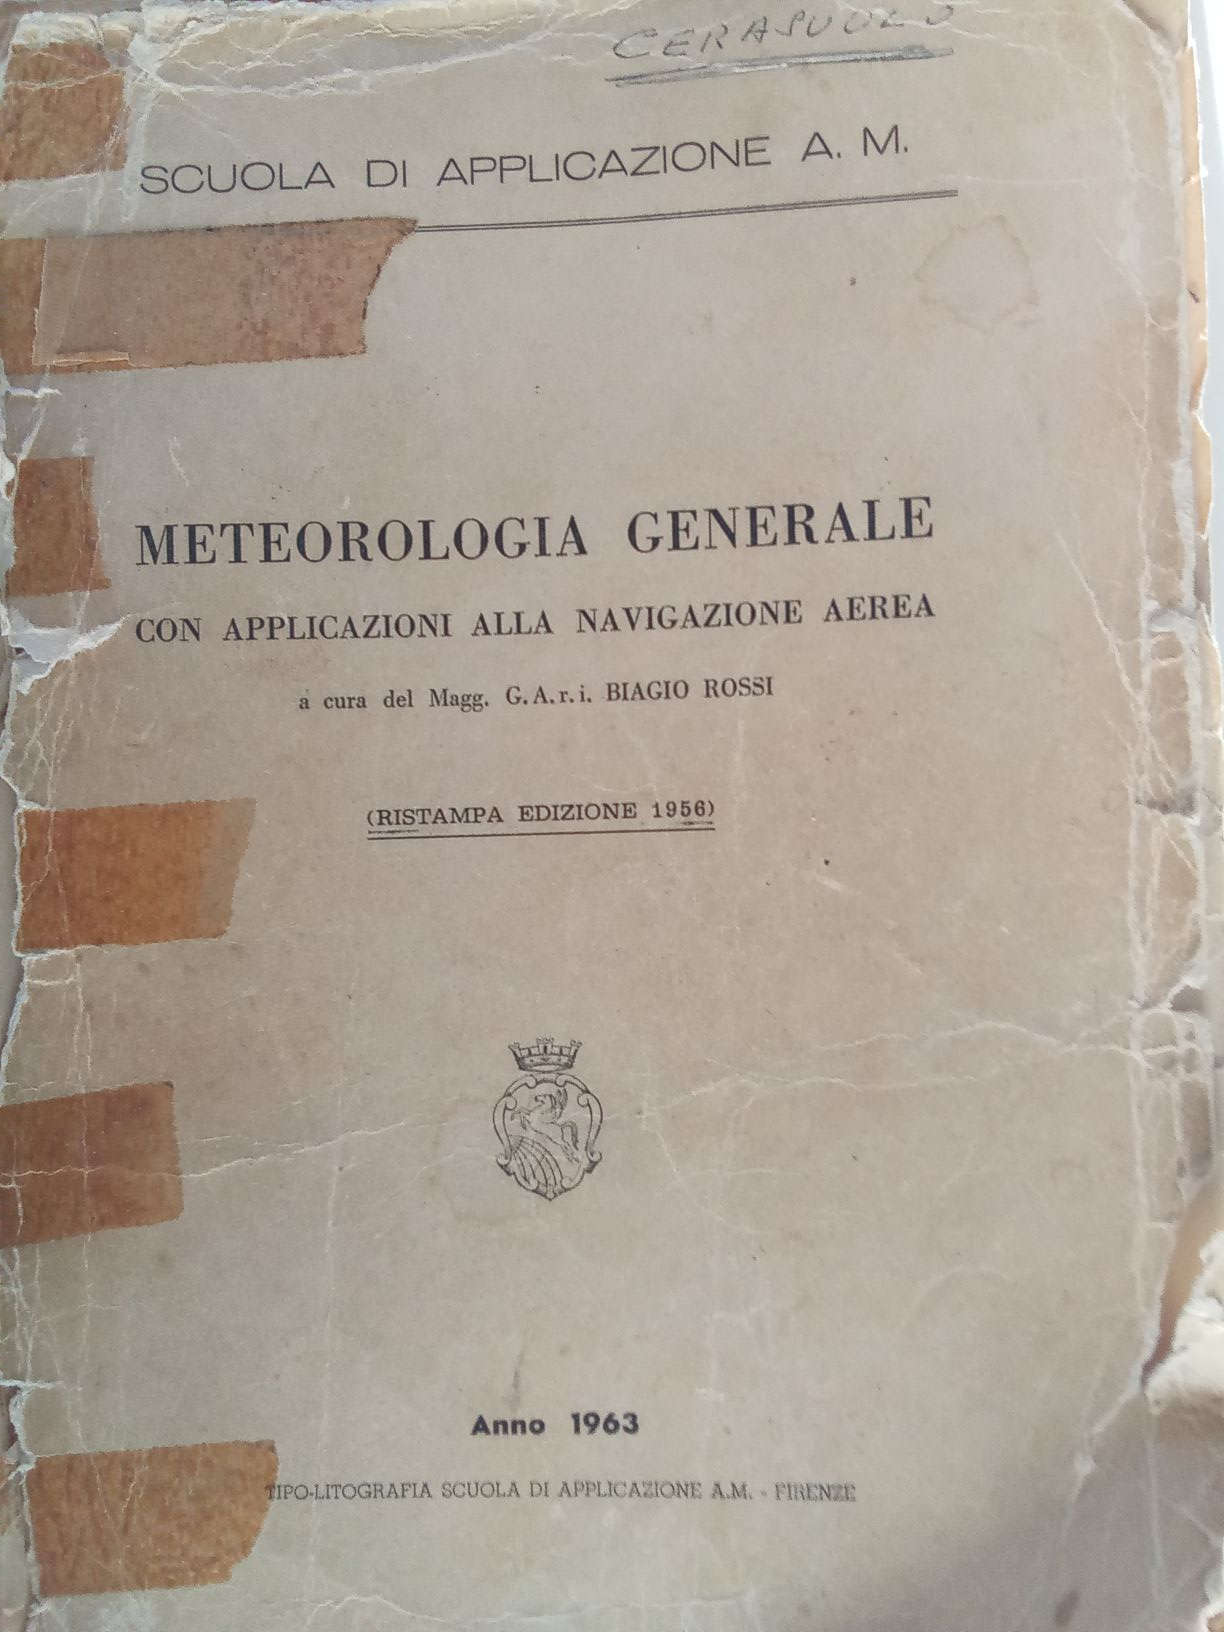 CERASUOLO
SCUOLA DI APPLICAZIONE A. M.
METEOROLOGIA GENERALE
CON APPLICAZIONI ALLA NAVIGAZIONE AEREA
a cura del Magg. G.A.r.i. BIAGIO ROSSI
(RISTAMPA EDIZIONE 1956)
Anno 1963
TIPO-LITOGRAFIA SCUOLA DI APPLICAZIONE A.M. - FIRENZE